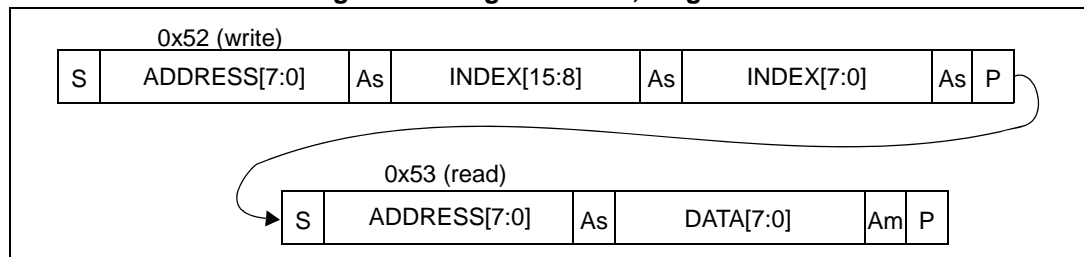 0x52 (write)
S ADDRESS[7:0] As INDEX[15:8] As INDEX[7:0] As P
0x53 (read)
S ADDRESS[7:0] As DATA[7:0] Am P